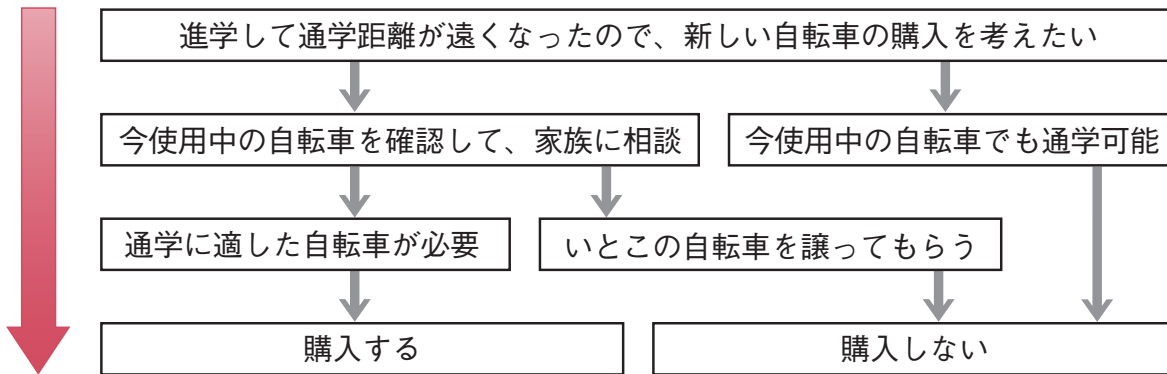 進学して通学距離が遠くなったので、新しい自転車の購入を考えたい
今使用中の自転車を確認して、家族に相談
今使用中の自転車でも通学可能
通学に適した自転車が必要
いとこの自転車を譲ってもらう
購入する
購入しない